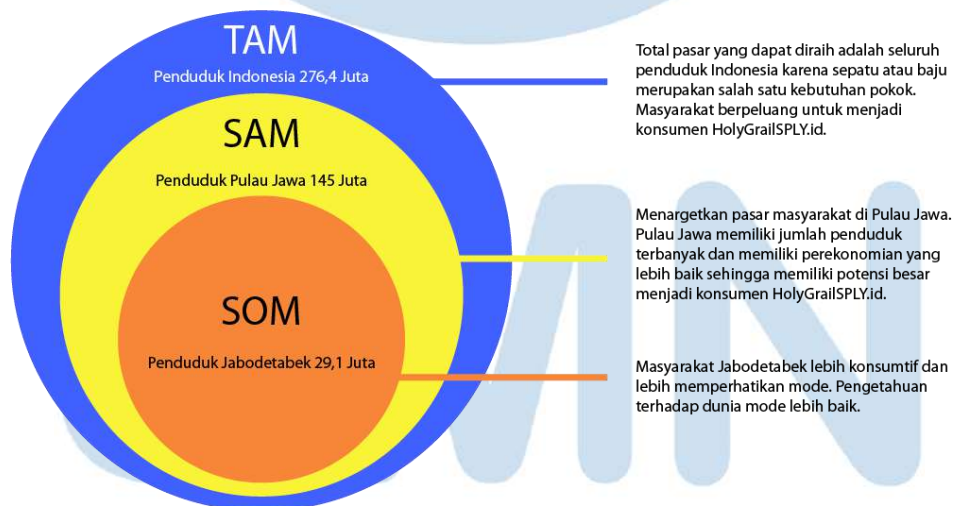 TAM
Penduduk Indonesia 276,4 Juta
Total pasar yang dapat diraih adalah seluruh
penduduk Indonesia karena sepatu atau baju
merupakan salah satu kebutuhan pokok.
Masyarakat berpeluang untuk menjadi
konsumen HolyGrailSPLY.id.
SAM
Penduduk Pulau Jawa 145 Juta
Menargetkan pasar masyarakat di Pulau Jawa.
Pulau Jawa memiliki jumlah penduduk
terbanyak dan memiliki perekonomian yang
lebih baik sehingga memiliki potensi besar
menjadi konsumen HolyGrailSPLY.id.
SOM
Penduduk Jabodetabek 29,1 Juta
Masyarakat Jabodetabek lebih konsumtif dan
lebih memperhatikan mode. Pengetahuan
terhadap dunia mode lebih baik.